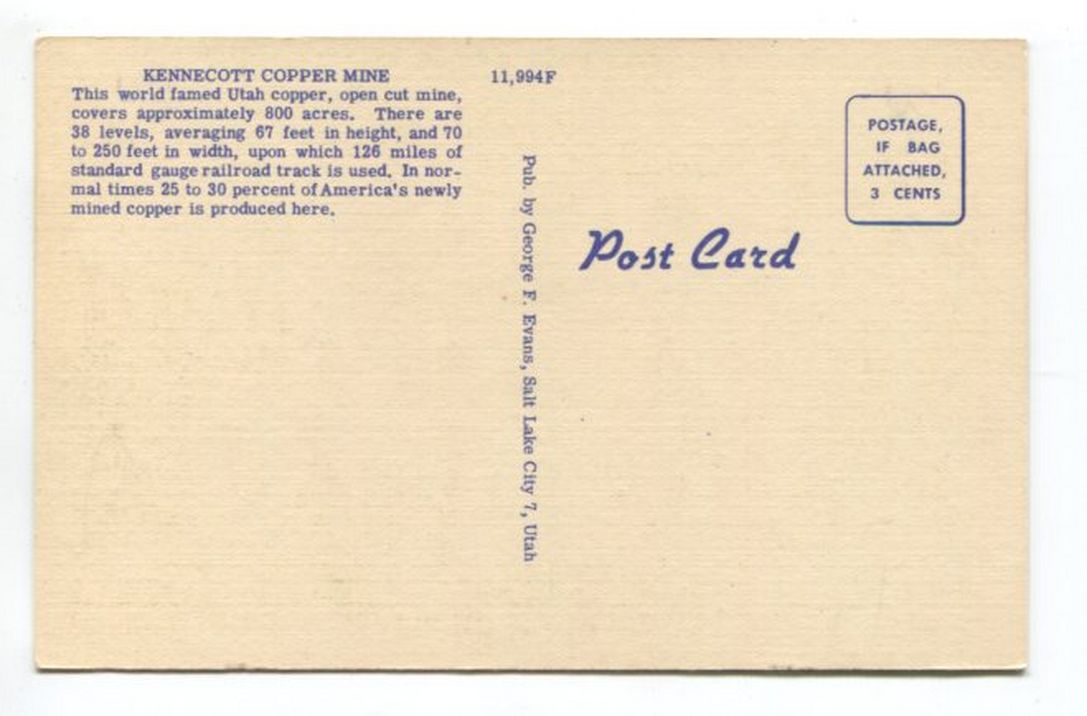 KENNECOTT COPPER MINE
This world famed Utah copper, open cut mine,
covers approximately 800 acres. There are
38 levels, averaging 67 feet in height, and 70
to 250 feet in width, upon which 126 miles of
standard gauge railroad track is used. In nor-
mal times 25 to 30 percent of America's newly
mined copper is produced here.
11,994F
Pub. by George F. Evans, Salt Lake City 7, Utah
Post Card
POSTAGE,
IF BAG
ATTACHED,
3 CENTS